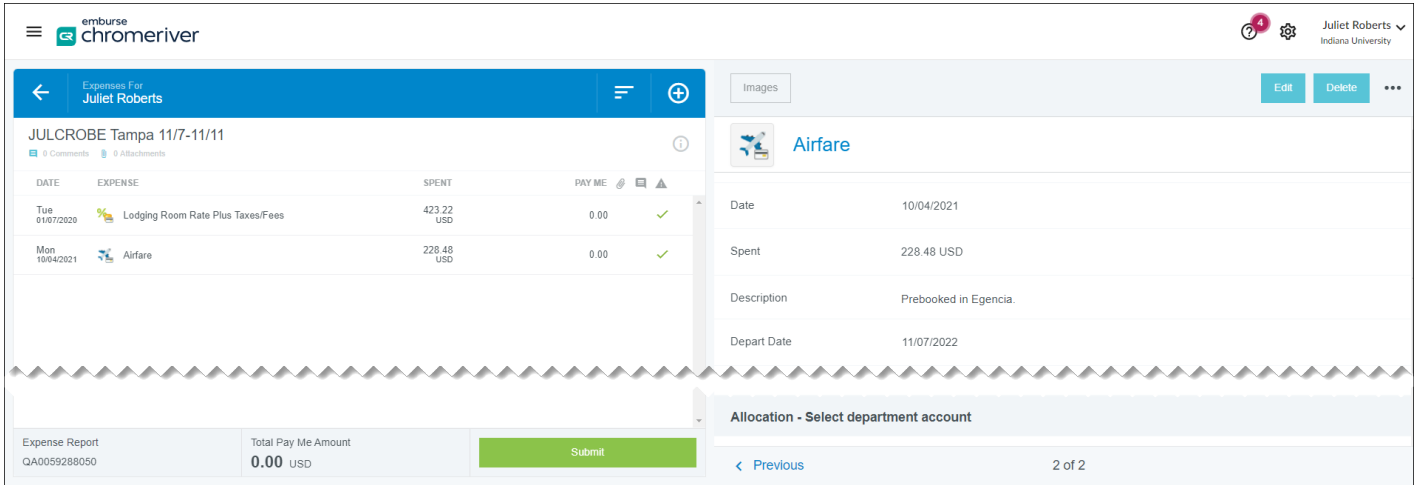 emburse
chromeriver
4
Juliet Roberts
Indiana University
Expenses For
Juliet Roberts
JULCROBE Tampa 11/7-11/11
0 Comments 0 Attachments
DATE EXPENSE SPENT PAY ME
Tue
01/07/2020
Lodging Room Rate Plus Taxes/Fees
423.22
USD
0.00
Mon
10/04/2021
Airfare
228.48
USD
0.00
Expense Report
QA0059288050
Total Pay Me Amount
0.00 USD
Submit
Images
Edit
Delete
Airfare
Date 10/04/2021
Spent 228.48 USD
Description Prebooked in Egencia.
Depart Date 11/07/2022
Allocation - Select department account
Previous
2 of 2